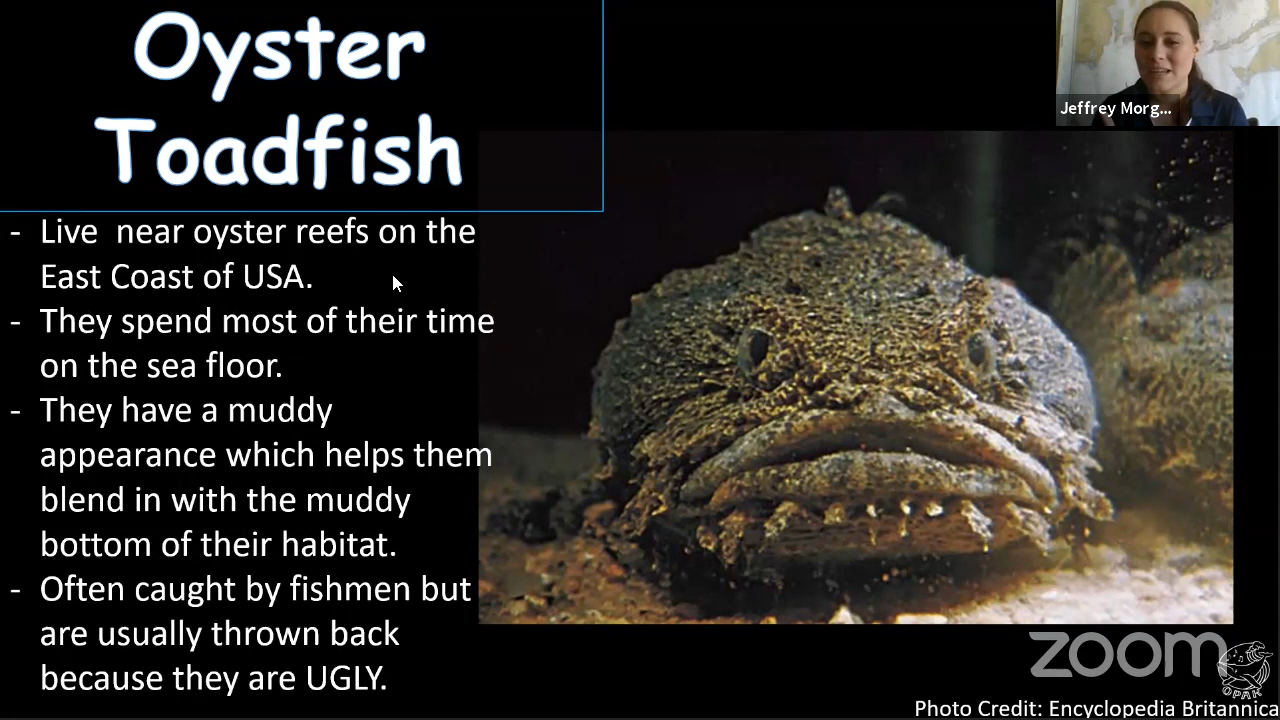 Oyster
Toadfish
Jeffrey Morg...
- Live  near oyster reefs on the
East Coast of USA.
- They spend most of their time
on the sea floor.
- They have a muddy
appearance which helps them
blend in with the muddy
bottom of their habitat.
- Often caught by fishmen but
are usually thrown back
because they are UGLY.
zoom
OPAK
Photo Credit: Encyclopedia Britannica